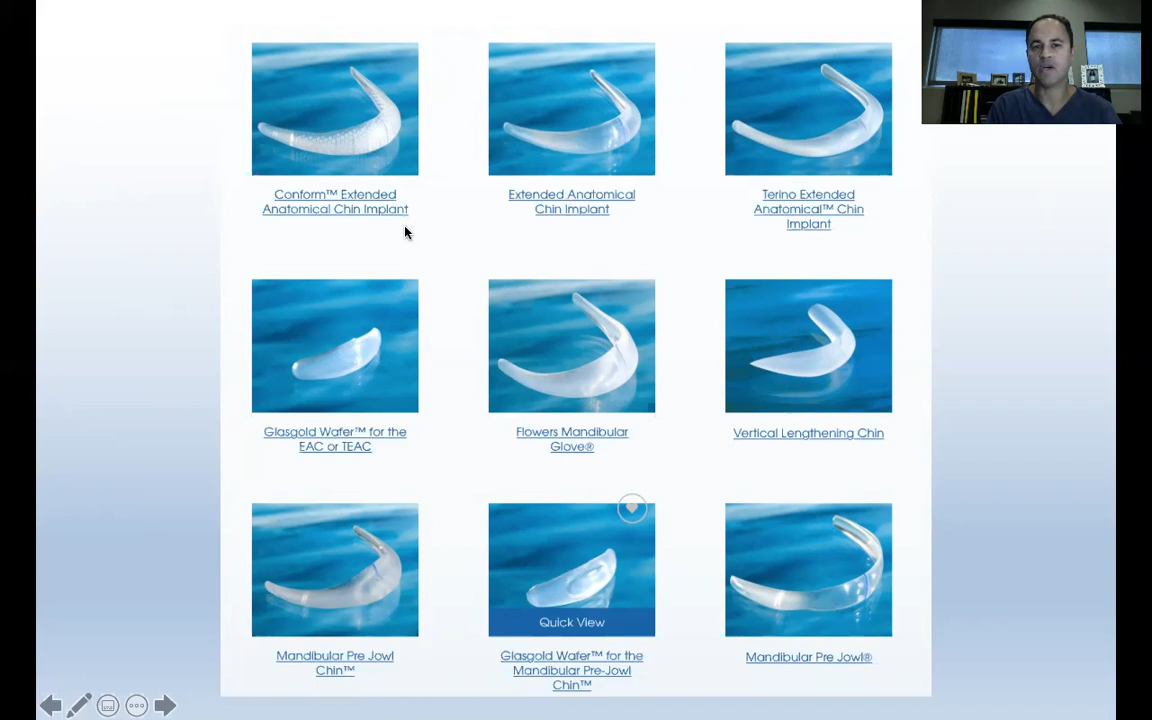 Conform™ Extended
Anatomical Chin Implant
Extended Anatomical
Chin Implant
Terino Extended
Anatomical™ Chin
Implant
Glasgold Wafer™ for the
EAC or TEAC
Flowers Mandibular
Glove®
Vertical Lengthening Chin
Quick View
Mandibular Pre Jowl
Chin™
Glasgold Wafer™ for the
Mandibular Pre-Jowl
Chin™
Mandibular Pre Jowl®